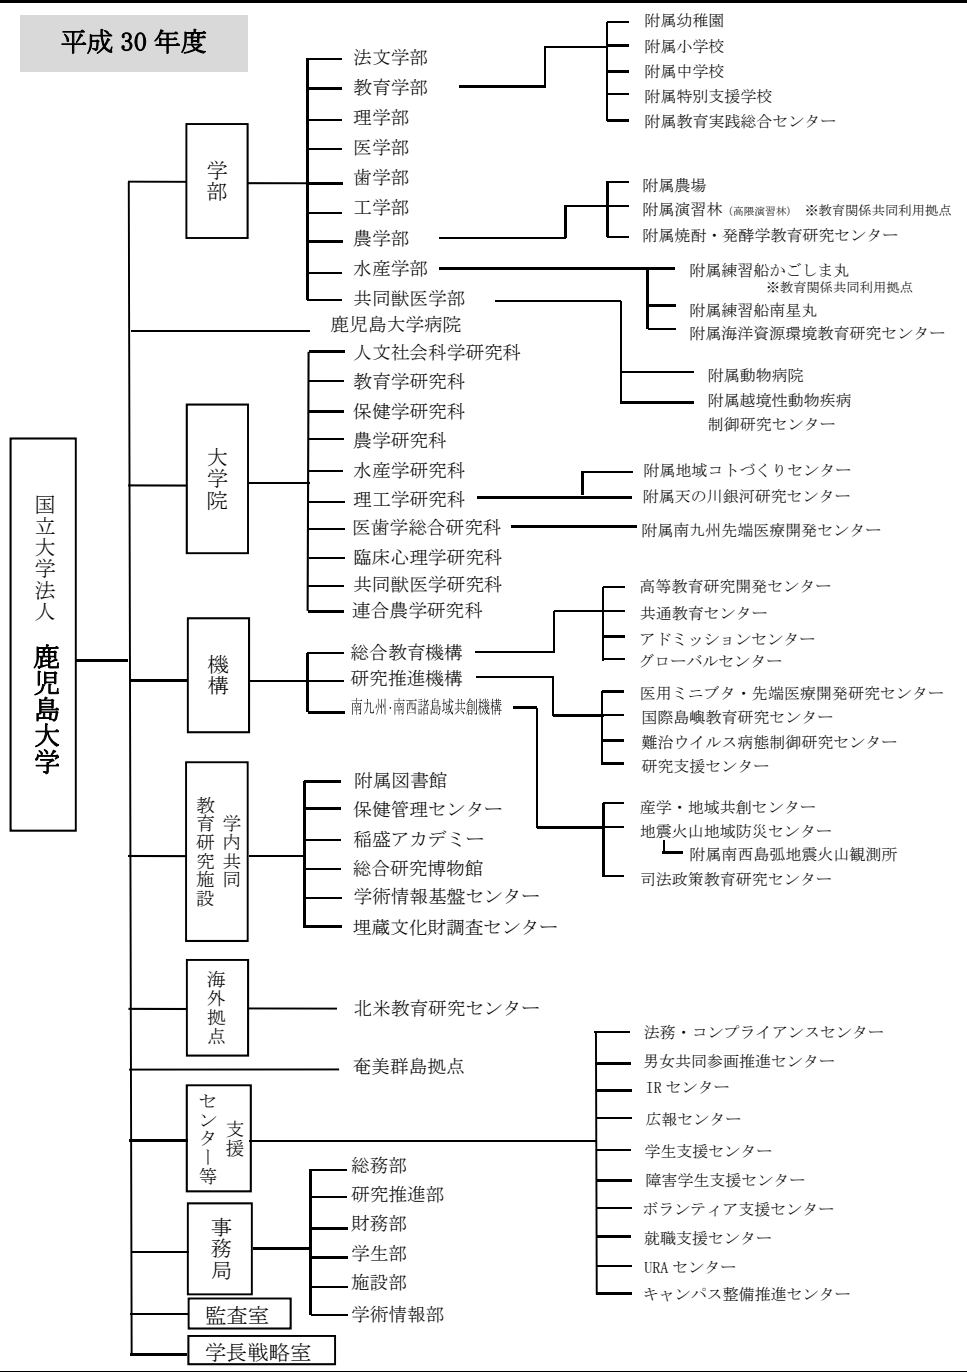 平成 30 年度
国立大学法人 鹿児島大学
学部
法文学部
教育学部
附属幼稚園
附属小学校
附属中学校
附属特別支援学校
附属教育実践総合センター
理学部
医学部
歯学部
工学部
農学部
附属農場
附属演習林（高隈演習林） ※教育関係共同利用拠点
附属焼酎・発酵学教育研究センター
水産学部
附属練習船かごしま丸
※教育関係共同利用拠点
附属練習船南星丸
附属海洋資源環境教育研究センター
共同獣医学部
附属動物病院
附属越境性動物疾病
制御研究センター
鹿児島大学病院
大学院
人文社会科学研究科
教育学研究科
保健学研究科
農学研究科
水産学研究科
理工学研究科
附属地域コトづくりセンター
附属天の川銀河研究センター
医歯学総合研究科
附属南九州先端医療開発センター
臨床心理学研究科
共同獣医学研究科
連合農学研究科
機構
総合教育機構
高等教育研究開発センター
共通教育センター
アドミッションセンター
グローバルセンター
研究推進機構
医用ミニブタ・先端医療開発研究センター
国際島嶼教育研究センター
難治ウイルス病態制御研究センター
研究支援センター
南九州・南西諸島域共創機構
産学・地域共創センター
地震火山地域防災センター
附属南西島弧地震火山観測所
司法政策教育研究センター
学内共同
教育研究施設
附属図書館
保健管理センター
稲盛アカデミー
総合研究博物館
学術情報基盤センター
埋蔵文化財調査センター
海外拠点
北米教育研究センター
奄美群島拠点
支援
センター等
法務・コンプライアンスセンター
男女共同参画推進センター
IR センター
広報センター
学生支援センター
障害学生支援センター
ボランティア支援センター
就職支援センター
URA センター
キャンパス整備推進センター
事務局
総務部
研究推進部
財務部
学生部
施設部
学術情報部
監査室
学長戦略室